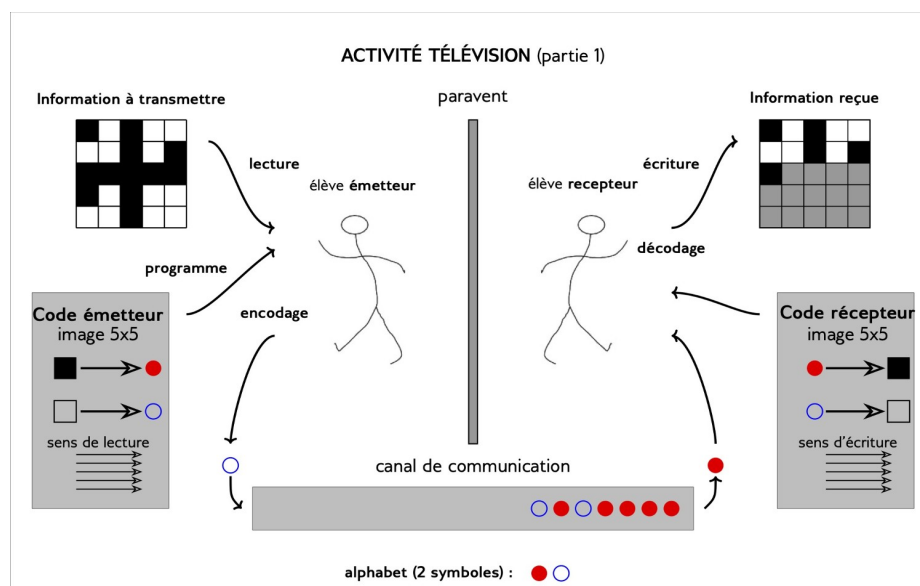 ACTIVITÉ TÉLÉVISION (partie 1)
Information à transmettre
paravent
Information reçue
lecture
écriture
élève émetteur
élève recepteur
programme
décodage
encodage
Code émetteur
image 5x5
sens de lecture
Code récepteur
image 5x5
sens d'écriture
canal de communication
alphabet (2 symboles) :